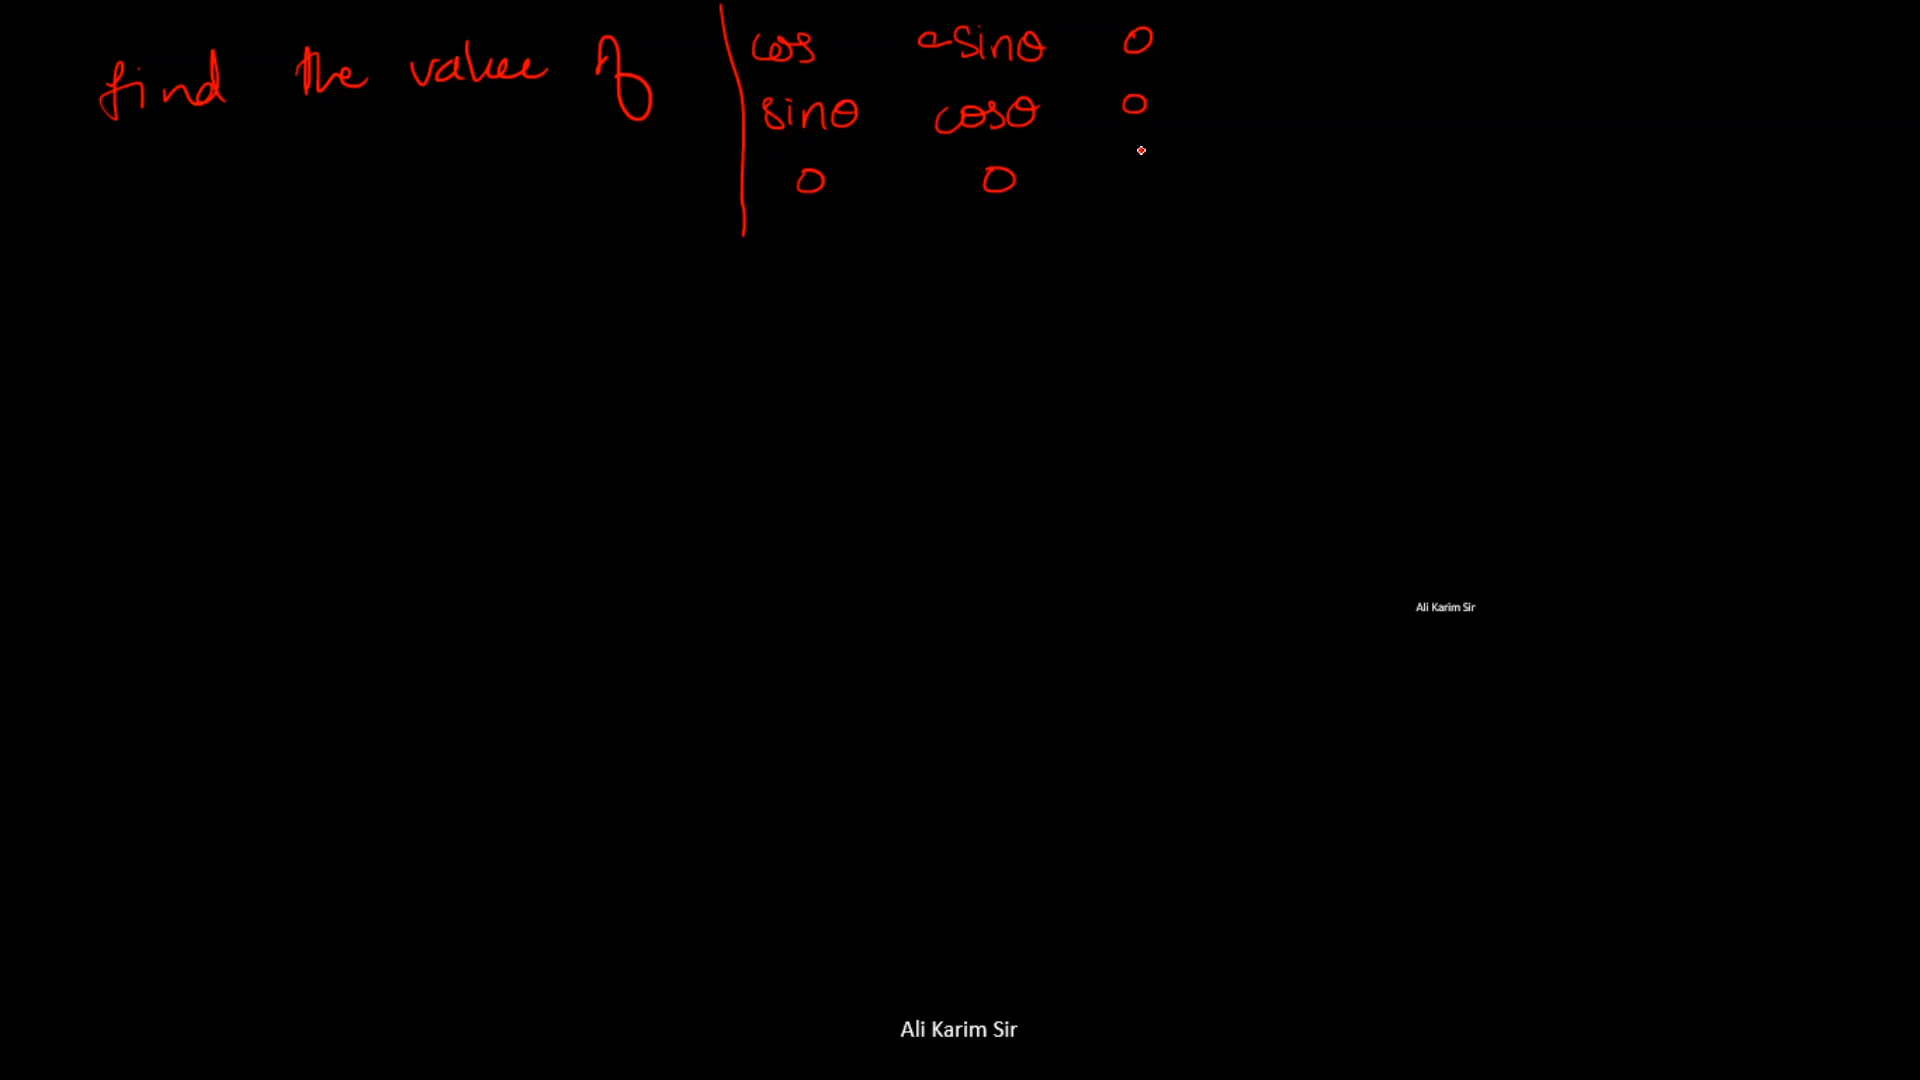 find the value of | cos -sinθ 0
sinθ cosθ 0
0 0
Ali Karim Sir
Ali Karim Sir